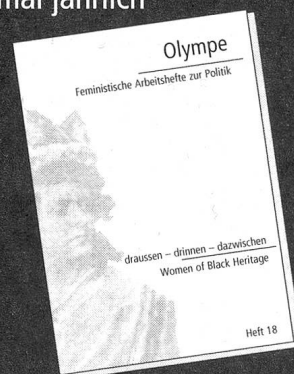 mal jährlich
Olympe
Feministische Arbeitshefte zur Politik
draussen – drinnen – dazwischen
Women of Black Heritage
Heft 18